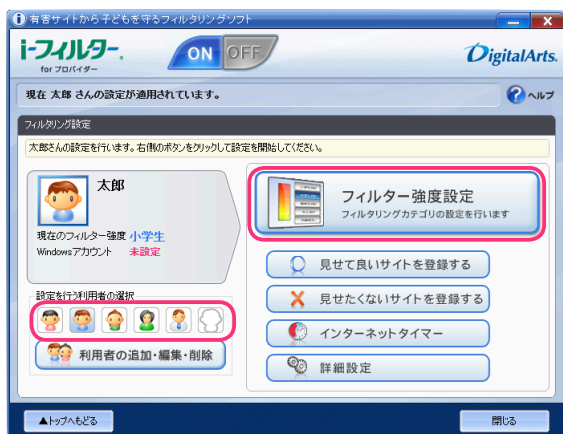 有害サイトから子どもを守るフィルタリングソフト
i-フィルター®
for プロバイダー
ON OFF
DigitalArts.
現在 太郎 さんの設定が適用されています。
ヘルプ
フィルタリング設定
太郎さんの設定を行います。右側のボタンをクリックして設定を開始してください。
太郎
現在のフィルター強度 小学生
Windowsアカウント 未設定
設定を行う利用者の選択
利用者の追加・編集・削除
フィルター強度設定
フィルタリングカテゴリの設定を行います
見せて良いサイトを登録する
見せたくないサイトを登録する
インターネットタイマー
詳細設定
▲トップへもどる
閉じる